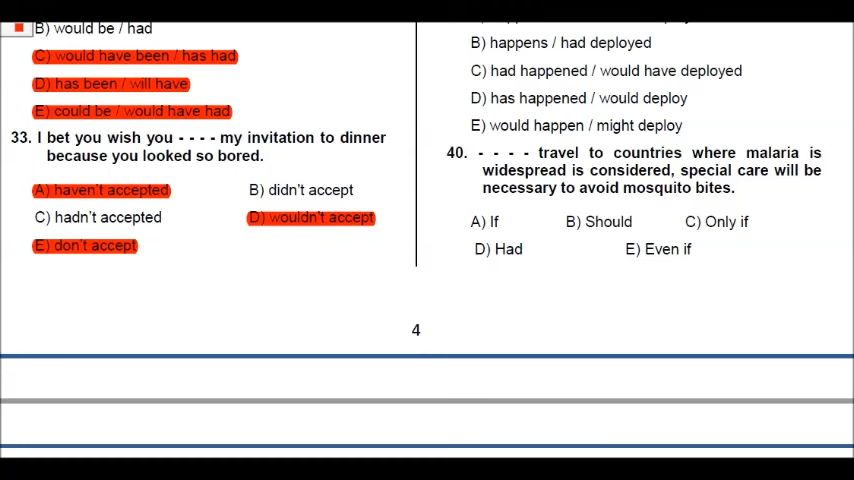 B) would be / had
C) would have been / has had
D) has been / will have
E) could be / would have had
33. I bet you wish you - - - - my invitation to dinner
because you looked so bored.
A) haven't accepted B) didn't accept
C) hadn't accepted D) wouldn't accept
E) don't accept
B) happens / had deployed
C) had happened / would have deployed
D) has happened / would deploy
E) would happen / might deploy
40. - - - - travel to countries where malaria is
widespread is considered, special care will be
necessary to avoid mosquito bites.
A) If B) Should C) Only if
D) Had E) Even if
4